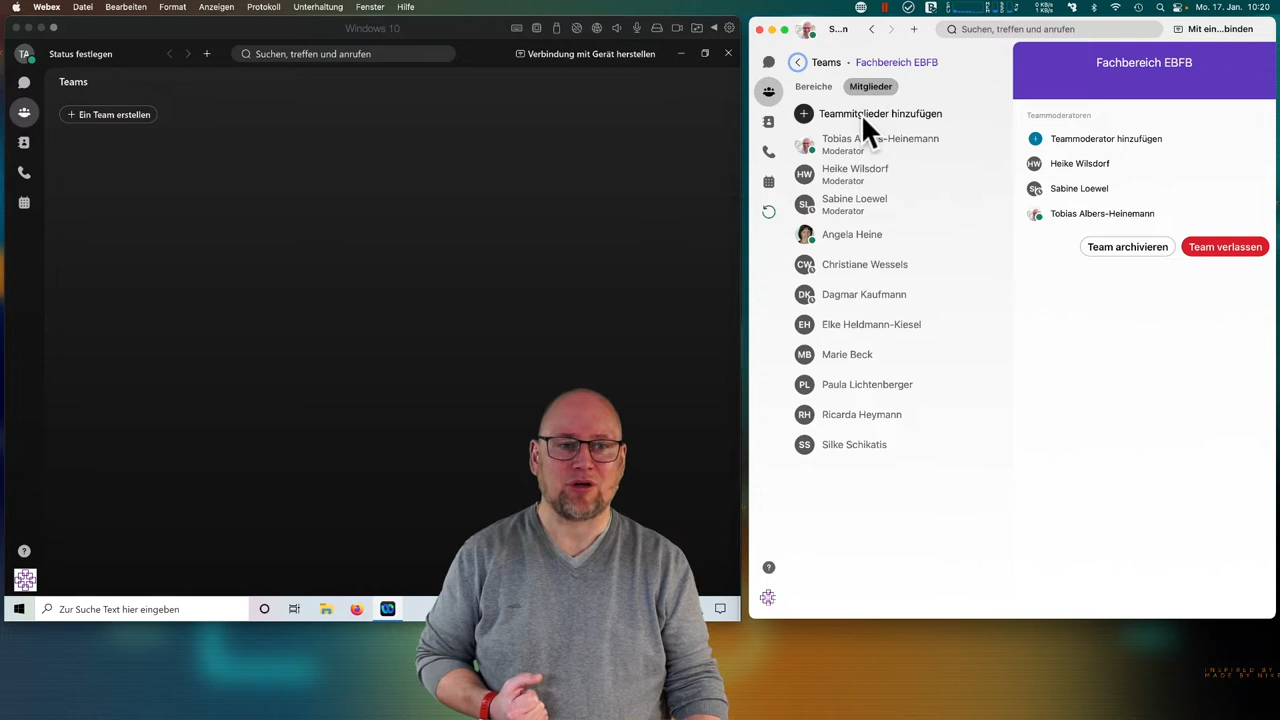 Webex Datei Bearbeiten Format Anzeigen Protokoll Unterhaltung Fenster Hilfe
Mo. 17. Jan. 10:20
Windows 10
TA Status festlegen
Suchen, treffen und anrufen
Verbindung mit Gerät herstellen
Teams
+ Ein Team erstellen
Zur Suche Text hier eingeben
S...n
Suchen, treffen und anrufen
Mit ein...binden
Teams • Fachbereich EBFB
Bereiche Mitglieder
Teammitglieder hinzufügen
Tobias Albers-Heinemann
Moderator
HW Heike Wilsdorf
Moderator
SL Sabine Loewel
Moderator
Angela Heine
CW Christiane Wessels
DK Dagmar Kaufmann
EH Elke Heldmann-Kiesel
MB Marie Beck
PL Paula Lichtenberger
RH Ricarda Heymann
SS Silke Schikatis
Fachbereich EBFB
Teammoderatoren
Teammoderator hinzufügen
HW Heike Wilsdorf
SL Sabine Loewel
Tobias Albers-Heinemann
Team archivieren Team verlassen
INSPIRED BY